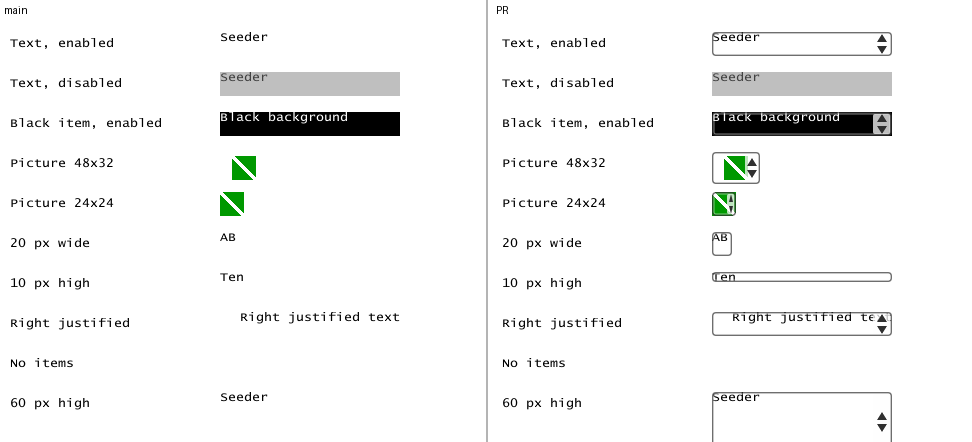 main
PR
Text, enabled Seeder
Text, enabled Seeder
Text, disabled Seeder
Text, disabled Seeder
Black item, enabled Black background
Black item, enabled Black background
Picture 48x32
Picture 48x32
Picture 24x24
Picture 24x24
20 px wide AB
20 px wide AB
10 px high Ten
10 px high Ten
Right justified Right justified text
Right justified Right justified te
No items
No items
60 px high Seeder
60 px high Seeder